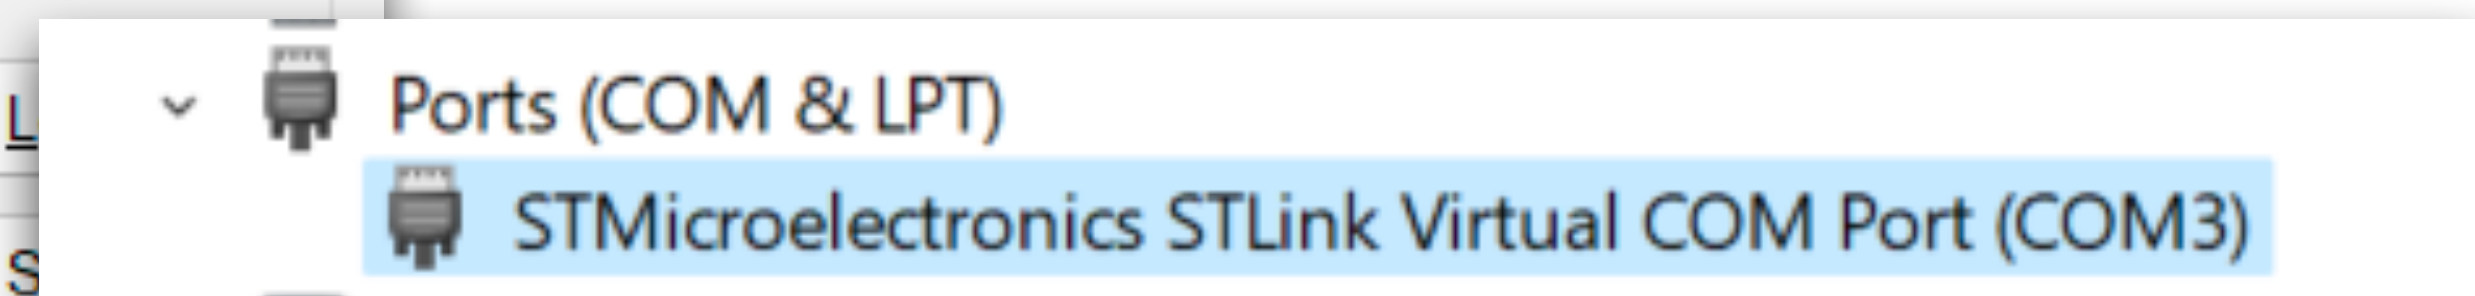 Ports (COM & LPT)
L
STMicroelectronics STLink Virtual COM Port (COM3)
S